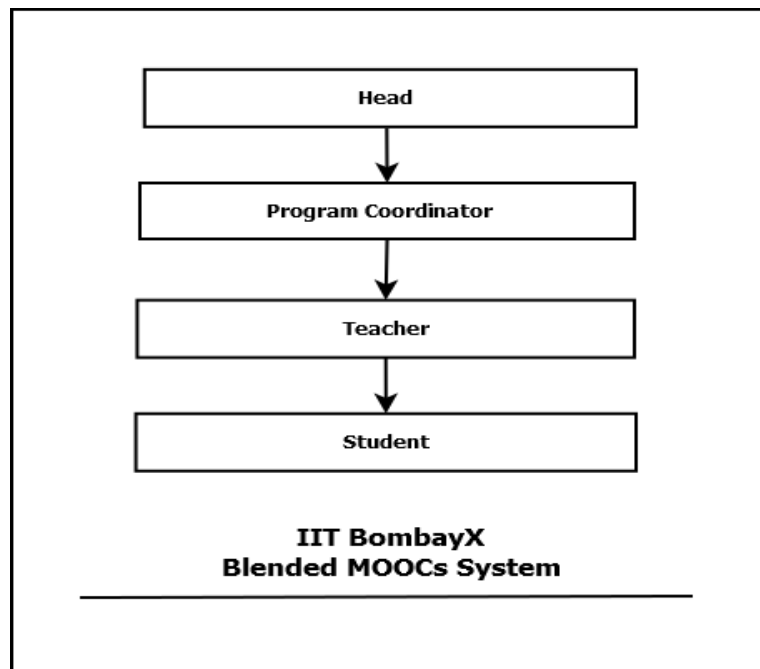 Head
Program Coordinator
Teacher
Student
IIT BombayX
Blended MOOCs System